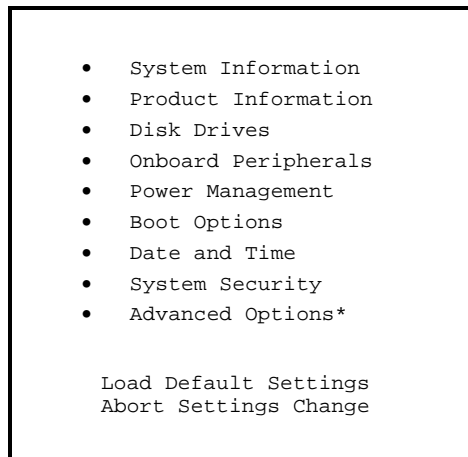 • System Information
• Product Information
• Disk Drives
• Onboard Peripherals
• Power Management
• Boot Options
• Date and Time
• System Security
• Advanced Options*
Load Default Settings
Abort Settings Change